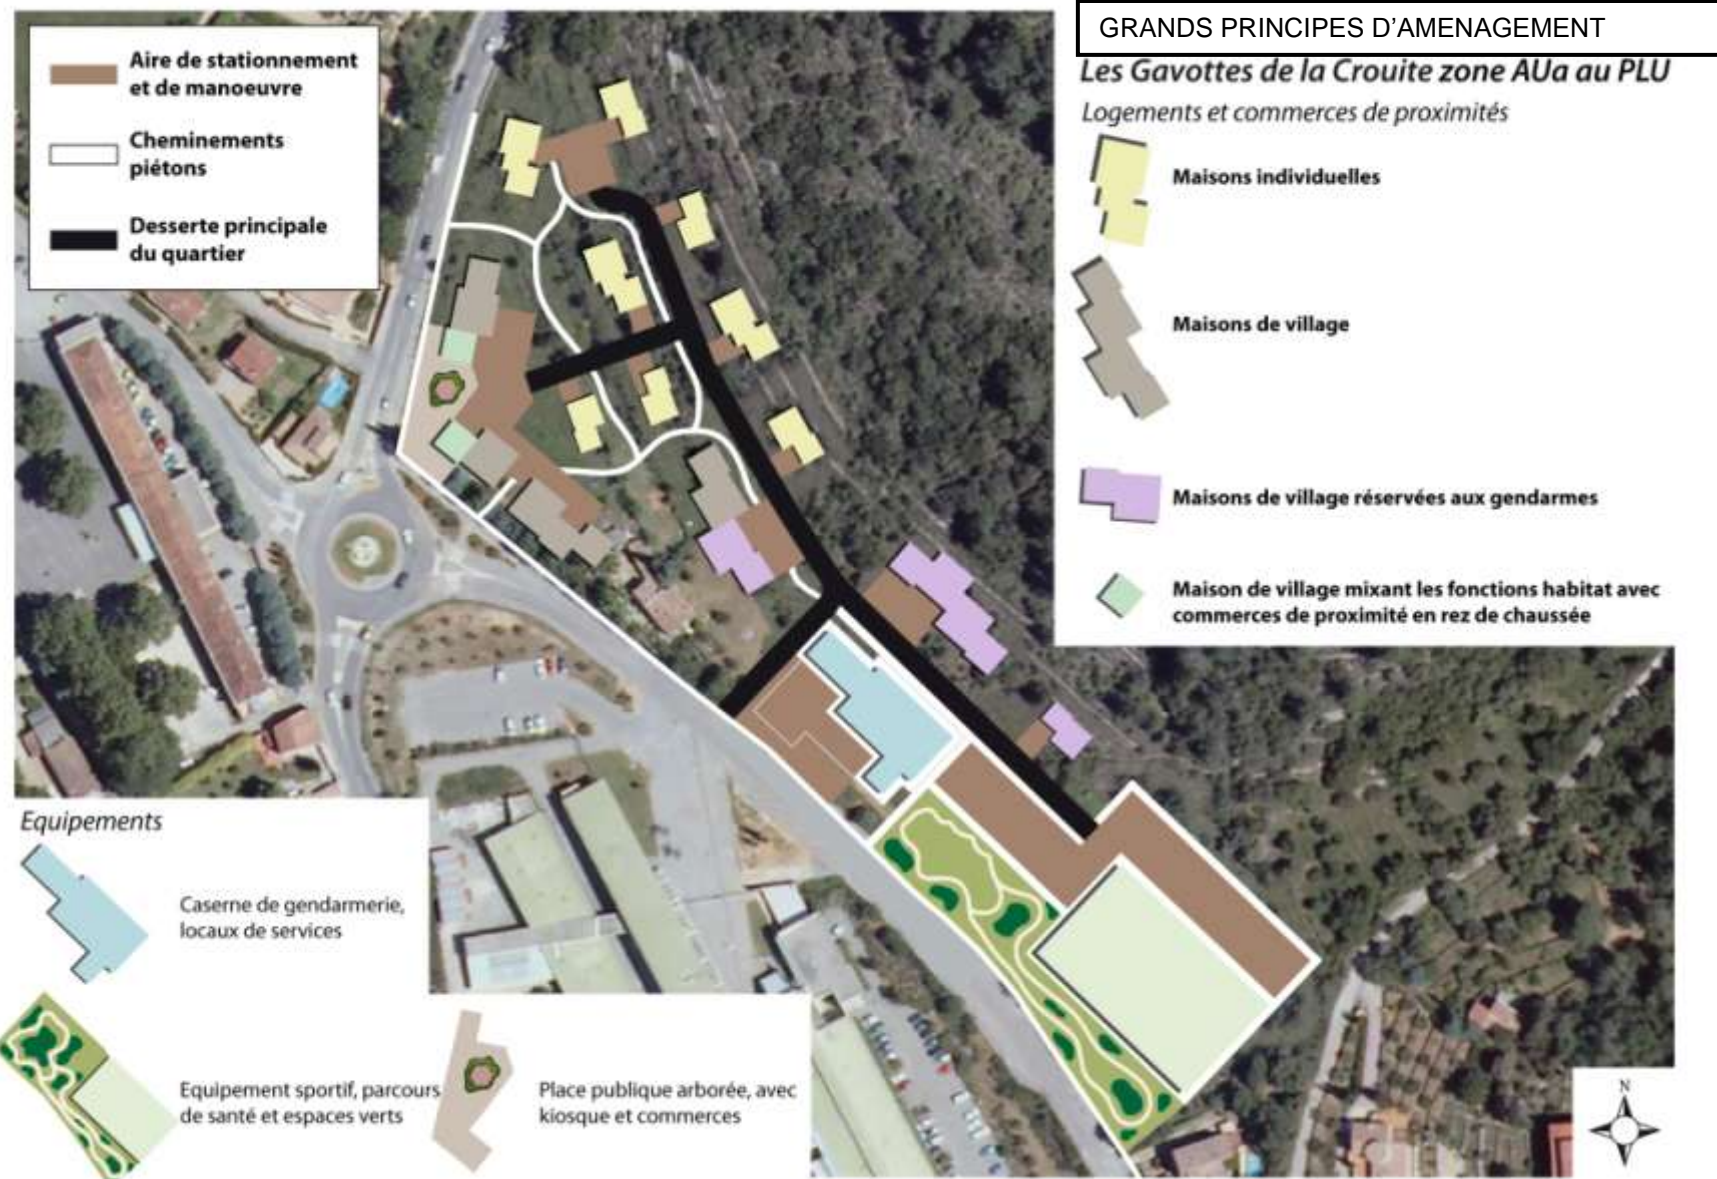 GRANDS PRINCIPES D'AMENAGEMENT
Les Gavottes de la Crouite zone AUa au PLU
Logements et commerces de proximités
Maisons individuelles
Maisons de village
Maisons de village réservées aux gendarmes
Maison de village mixant les fonctions habitat avec
commerces de proximité en rez de chaussée
Aire de stationnement
et de manoeuvre
Cheminements
piétons
Desserte principale
du quartier
Equipements
Caserne de gendarmerie,
locaux de services
Equipement sportif, parcours
de santé et espaces verts
Place publique arborée, avec
kiosque et commerces
N